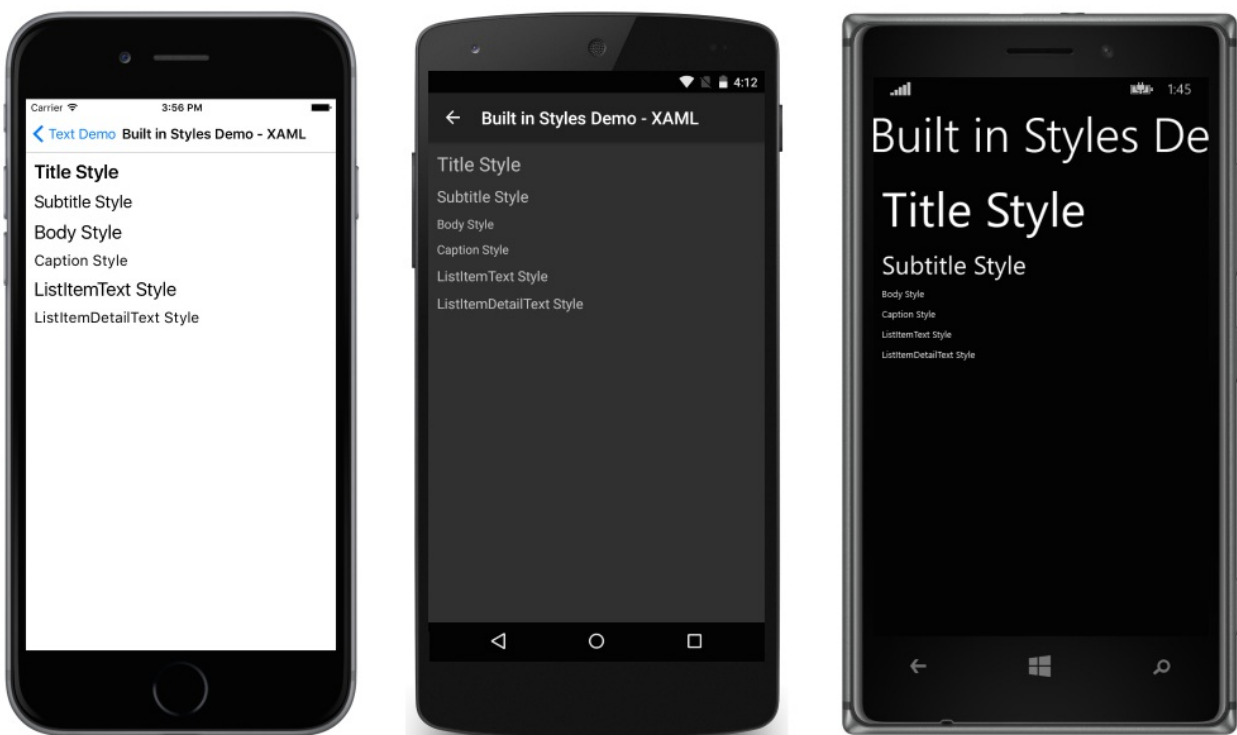 Carrier 3:56 PM
Text Demo Built in Styles Demo - XAML
Title Style
Subtitle Style
Body Style
Caption Style
ListItemText Style
ListItemDetailText Style
4:12
Built in Styles Demo - XAML
Title Style
Subtitle Style
Body Style
Caption Style
ListItemText Style
ListItemDetailText Style
1:45
Built in Styles De
Title Style
Subtitle Style
Body Style
Caption Style
ListItemText Style
ListItemDetailText Style